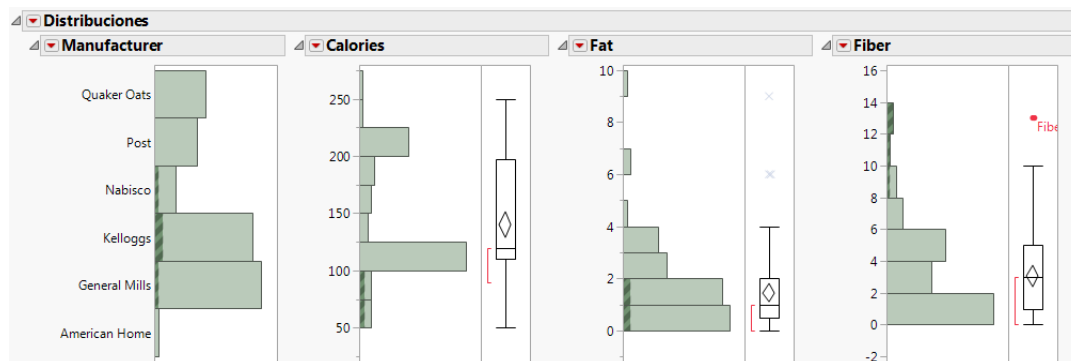 Distribuciones
Manufacturer
Quaker Oats
Post
Nabisco
Kelloggs
General Mills
American Home
Calories
250
200
150
100
50
Fat
10
8
6
4
2
0
Fiber
16
14
12
10
8
6
4
2
0
-2
Fibe